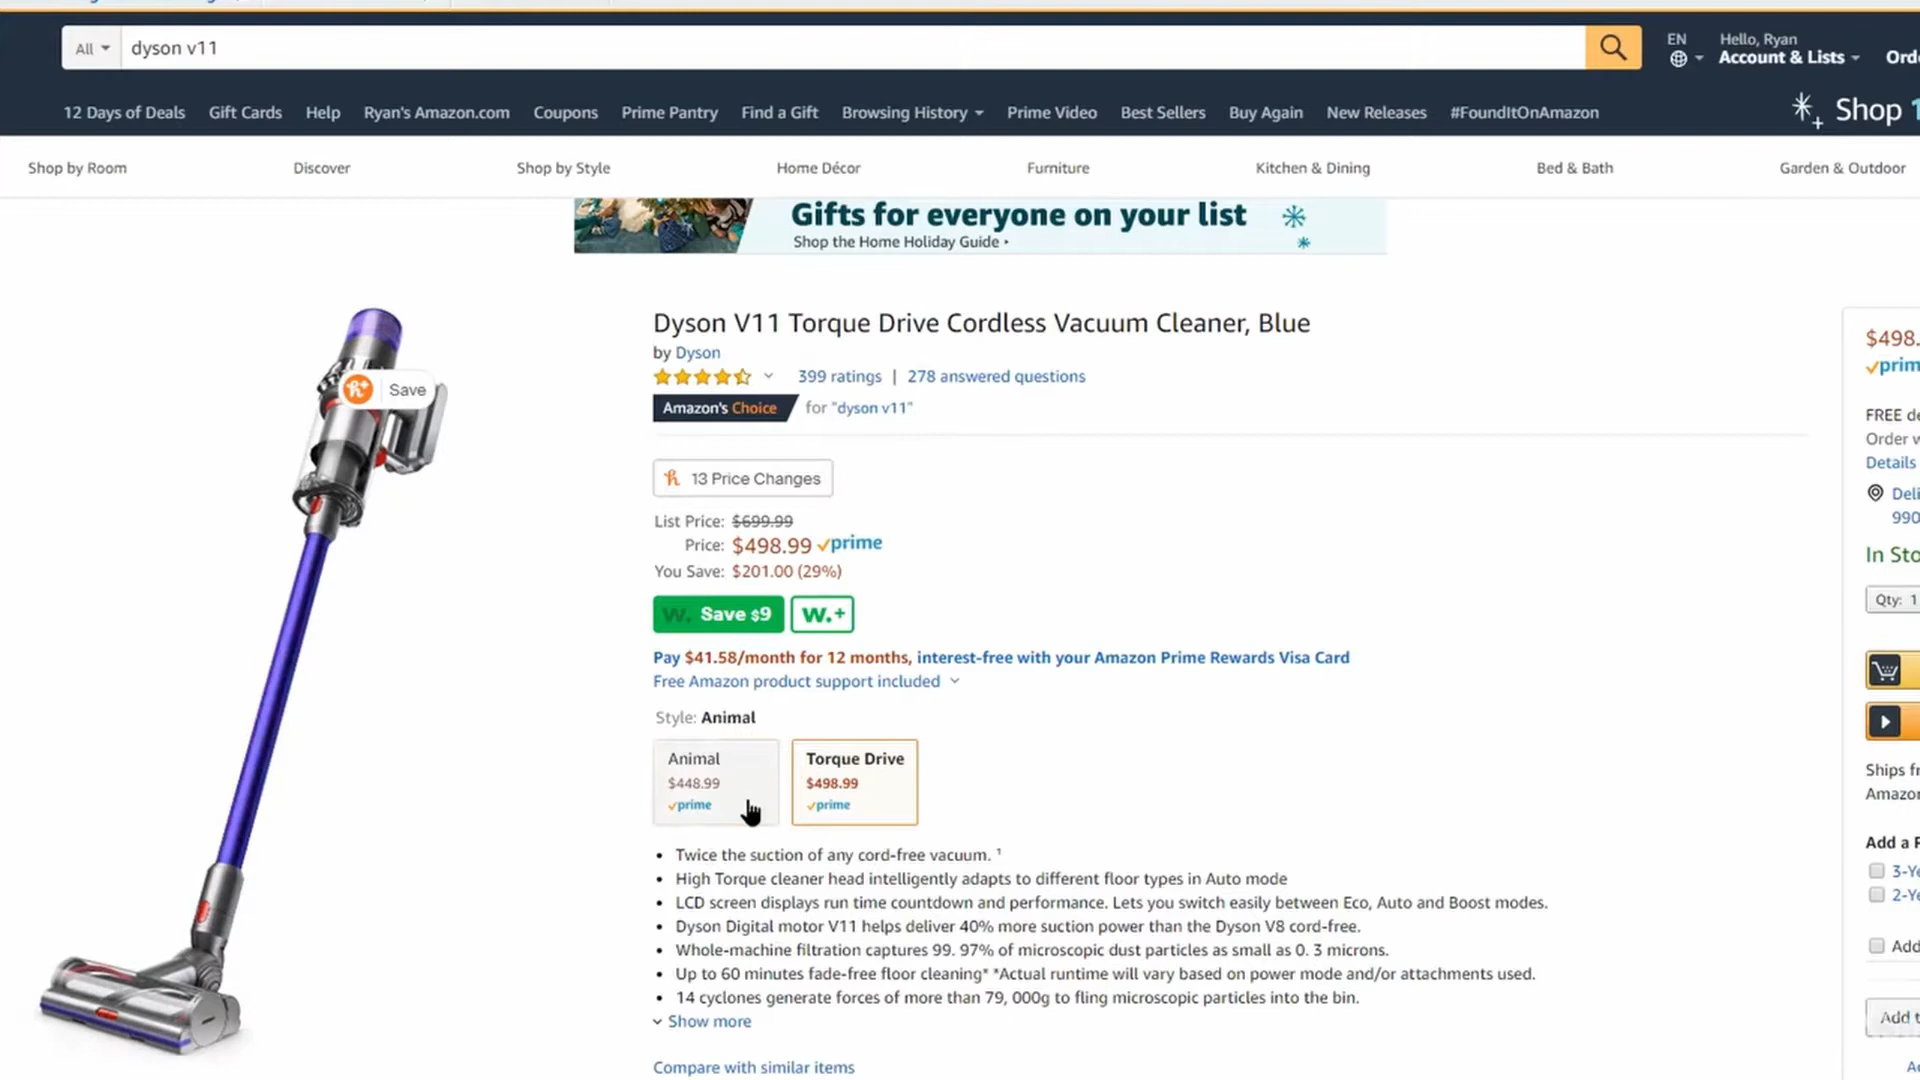 All
dyson v11
EN
Hello, Ryan
Account & Lists
12 Days of Deals
Gift Cards
Help
Ryan's Amazon.com
Coupons
Prime Pantry
Find a Gift
Browsing History
Prime Video
Best Sellers
Buy Again
New Releases
#FoundItOnAmazon
Shop
Shop by Room
Discover
Shop by Style
Home Décor
Furniture
Kitchen & Dining
Bed & Bath
Garden & Outdoor
Gifts for everyone on your list
Shop the Home Holiday Guide
Save
Dyson V11 Torque Drive Cordless Vacuum Cleaner, Blue
by Dyson
399 ratings | 278 answered questions
Amazon's Choice for "dyson v11"
13 Price Changes
List Price: $699.99
Price: $498.99 prime
You Save: $201.00 (29%)
W. Save $9 W.+
Pay $41.58/month for 12 months, interest-free with your Amazon Prime Rewards Visa Card
Free Amazon product support included
Style: Animal
Animal
$448.99
prime
Torque Drive
$498.99
prime
• Twice the suction of any cord-free vacuum. ¹
• High Torque cleaner head intelligently adapts to different floor types in Auto mode
• LCD screen displays run time countdown and performance. Lets you switch easily between Eco, Auto and Boost modes.
• Dyson Digital motor V11 helps deliver 40% more suction power than the Dyson V8 cord-free.
• Whole-machine filtration captures 99. 97% of microscopic dust particles as small as 0. 3 microns.
• Up to 60 minutes fade-free floor cleaning* *Actual runtime will vary based on power mode and/or attachments used.
• 14 cyclones generate forces of more than 79, 000g to fling microscopic particles into the bin.
Show more
Compare with similar items
$498.
prim
FREE de
Order w
Details
Deli
990
In Sto
Qty: 1
Ships fr
Amazon
Add a P
3-Ye
2-Ye
Add
Add t